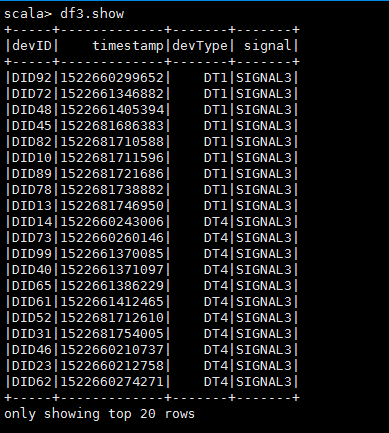 scala> df3.show
+-----+-------------+-------+-------+
|devID|    timestamp|devType| signal|
+-----+-------------+-------+-------+
|DID92|1522660299652|    DT1|SIGNAL3|
|DID72|1522661346882|    DT1|SIGNAL3|
|DID48|1522661405394|    DT1|SIGNAL3|
|DID45|1522681686383|    DT1|SIGNAL3|
|DID82|1522681710588|    DT1|SIGNAL3|
|DID10|1522681711596|    DT1|SIGNAL3|
|DID89|1522681721686|    DT1|SIGNAL3|
|DID78|1522681738882|    DT1|SIGNAL3|
|DID13|1522681746950|    DT1|SIGNAL3|
|DID14|1522660243006|    DT4|SIGNAL3|
|DID73|1522660260146|    DT4|SIGNAL3|
|DID99|1522661370085|    DT4|SIGNAL3|
|DID40|1522661371097|    DT4|SIGNAL3|
|DID65|1522661386229|    DT4|SIGNAL3|
|DID61|1522661412465|    DT4|SIGNAL3|
|DID52|1522681712610|    DT4|SIGNAL3|
|DID31|1522681754005|    DT4|SIGNAL3|
|DID46|1522660210737|    DT4|SIGNAL3|
|DID23|1522660212758|    DT4|SIGNAL3|
|DID62|1522660274271|    DT4|SIGNAL3|
+-----+-------------+-------+-------+
only showing top 20 rows